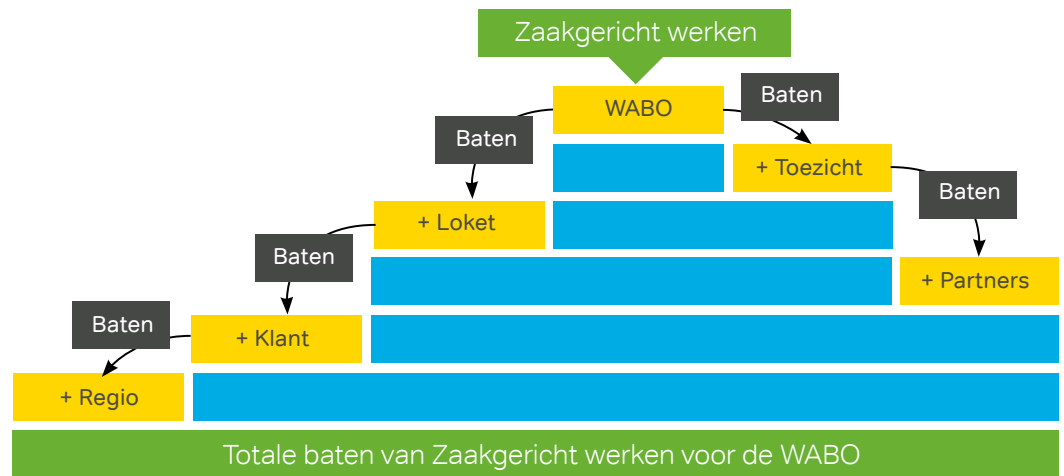 Zaakgericht werken
WABO
Baten
Baten
+ Toezicht
Baten
+ Loket
Baten
+ Partners
Baten
+ Klant
+ Regio
Totale baten van Zaakgericht werken voor de WABO